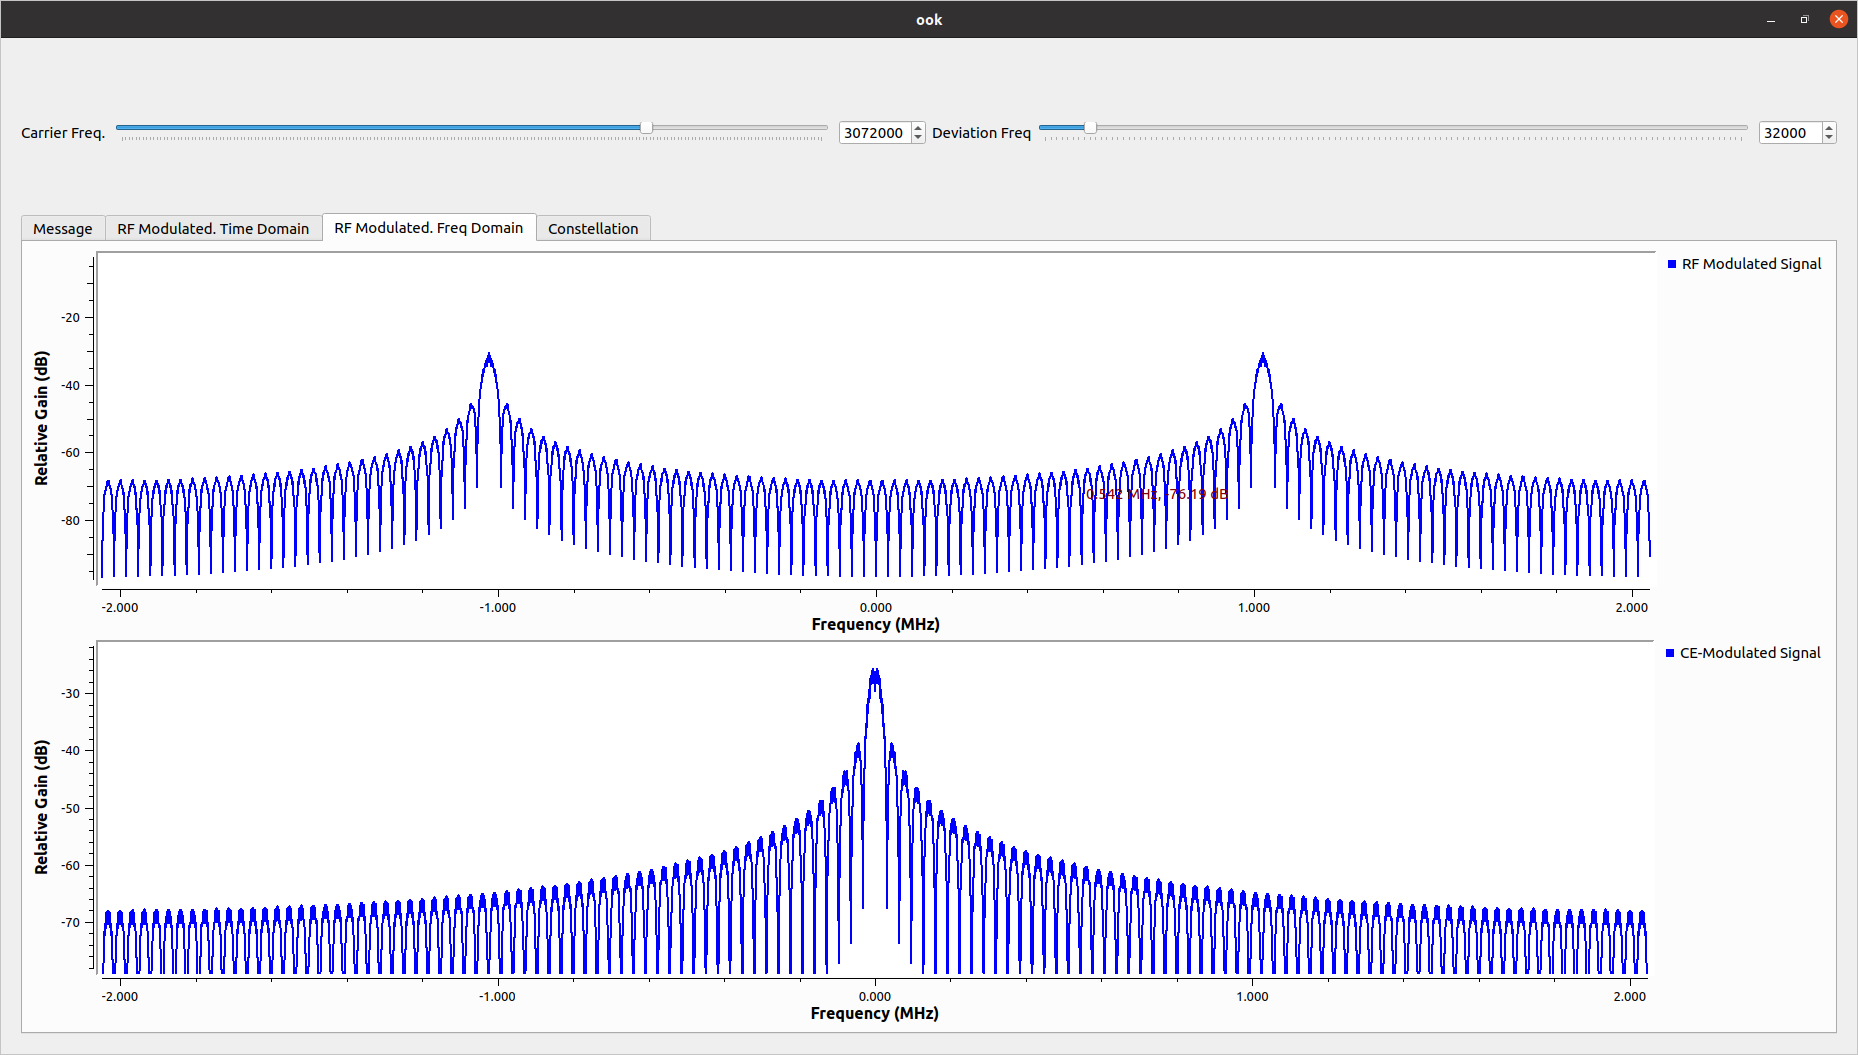 ook
Carrier Freq. 3072000 Deviation Freq 32000
Message RF Modulated. Time Domain RF Modulated. Freq Domain Constellation
RF Modulated Signal
Relative Gain (dB)
-20
-40
-60
-80
0.542 MHz, -76.19 dB
-2.000 -1.000 0.000 1.000 2.000
Frequency (MHz)
CE-Modulated Signal
Relative Gain (dB)
-30
-40
-50
-60
-70
-2.000 -1.000 0.000 1.000 2.000
Frequency (MHz)